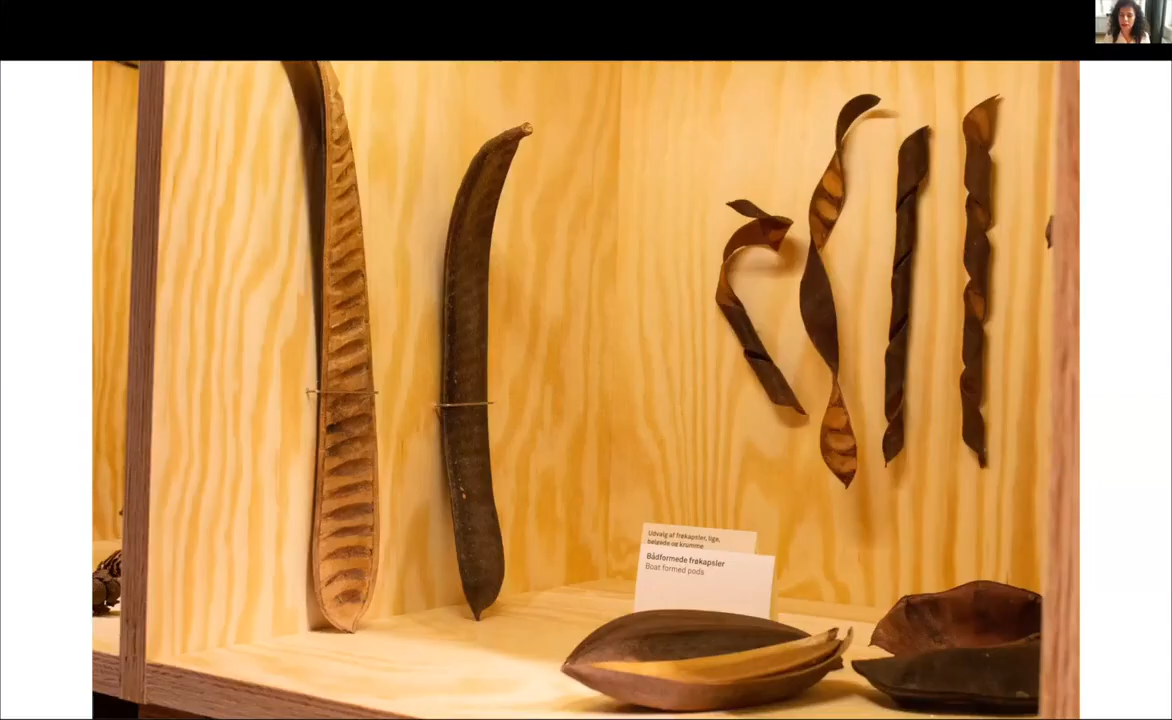 Udvalg af frøkapsler, lige,
bølgede og krumme
Bådformede frøkapsler
Boat formed pods